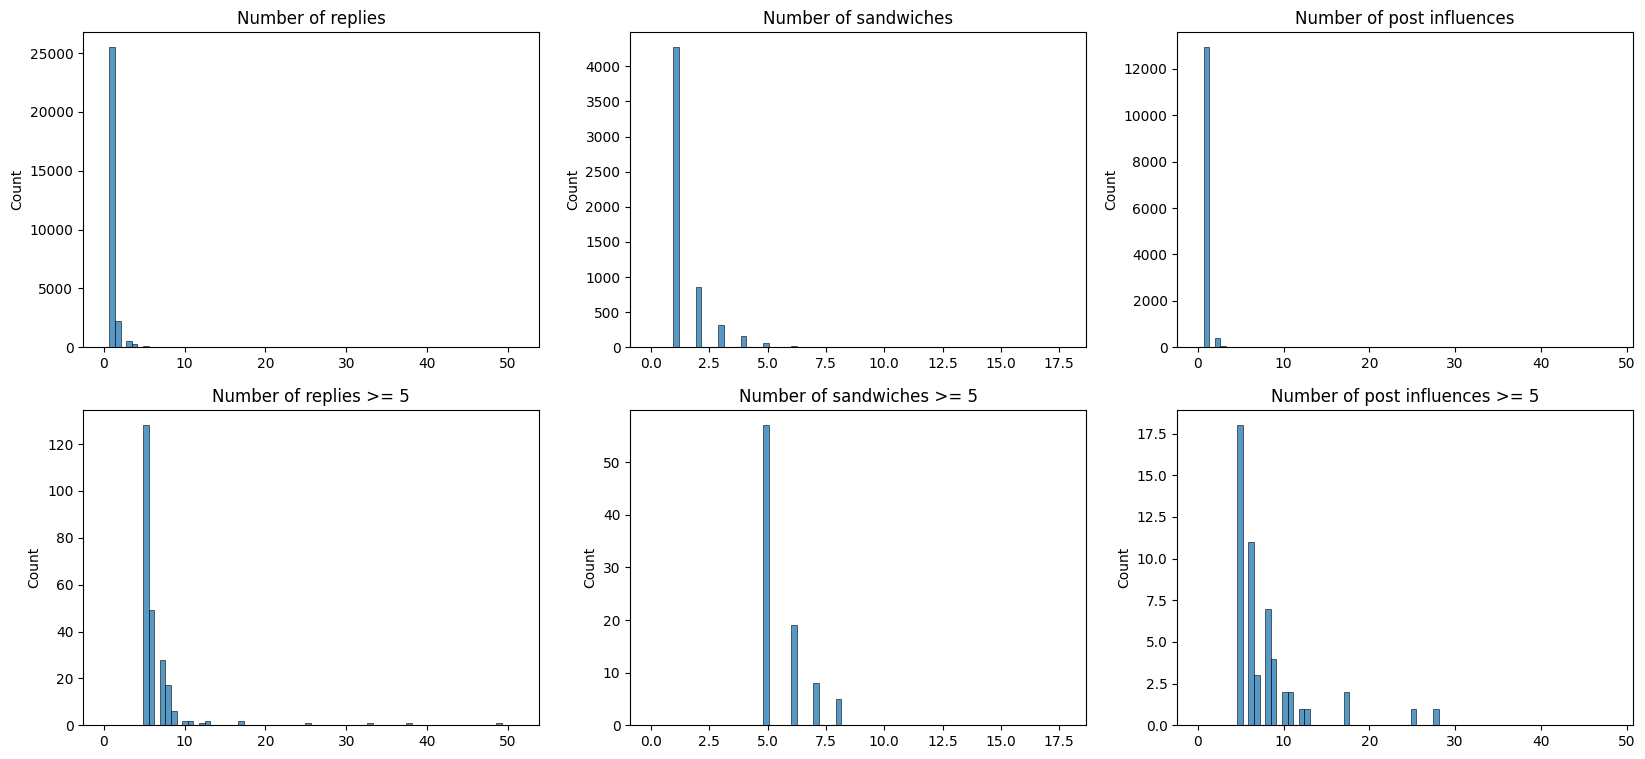 Number of replies
25000
20000
15000
10000
5000
0
Count
0 10 20 30 40 50
Number of sandwiches
4000
3500
3000
2500
2000
1500
1000
500
0
Count
0.0 2.5 5.0 7.5 10.0 12.5 15.0 17.5
Number of post influences
12000
10000
8000
6000
4000
2000
0
Count
0 10 20 30 40 50
Number of replies >= 5
120
100
80
60
40
20
0
Count
0 10 20 30 40 50
Number of sandwiches >= 5
50
40
30
20
10
0
Count
0.0 2.5 5.0 7.5 10.0 12.5 15.0 17.5
Number of post influences >= 5
17.5
15.0
12.5
10.0
7.5
5.0
2.5
0.0
Count
0 10 20 30 40 50